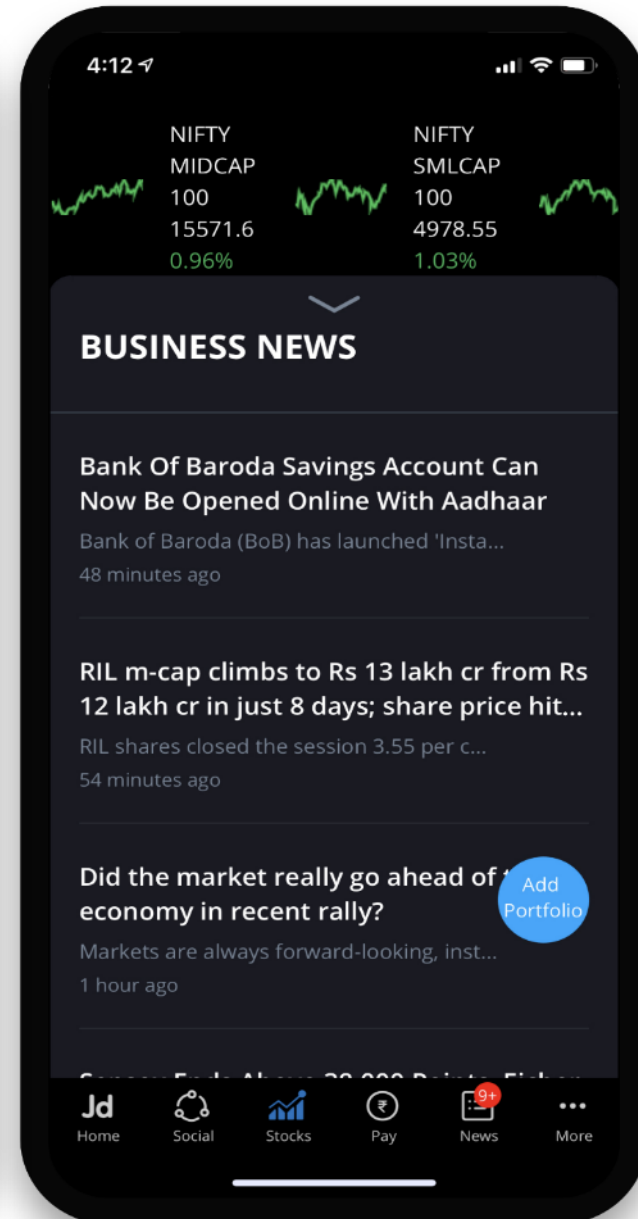 4:12
NIFTY
MIDCAP
100
15571.6
0.96%
NIFTY
SMLCAP
100
4978.55
1.03%
BUSINESS NEWS
Bank Of Baroda Savings Account Can
Now Be Opened Online With Aadhaar
Bank of Baroda (BoB) has launched 'Insta...
48 minutes ago
RIL m-cap climbs to Rs 13 lakh cr from Rs
12 lakh cr in just 8 days; share price hit...
RIL shares closed the session 3.55 per c...
54 minutes ago
Did the market really go ahead of
economy in recent rally?
Markets are always forward-looking, inst...
1 hour ago
Add
Portfolio
Jd
Home
Social
Stocks
₹
Pay
9+
News
More